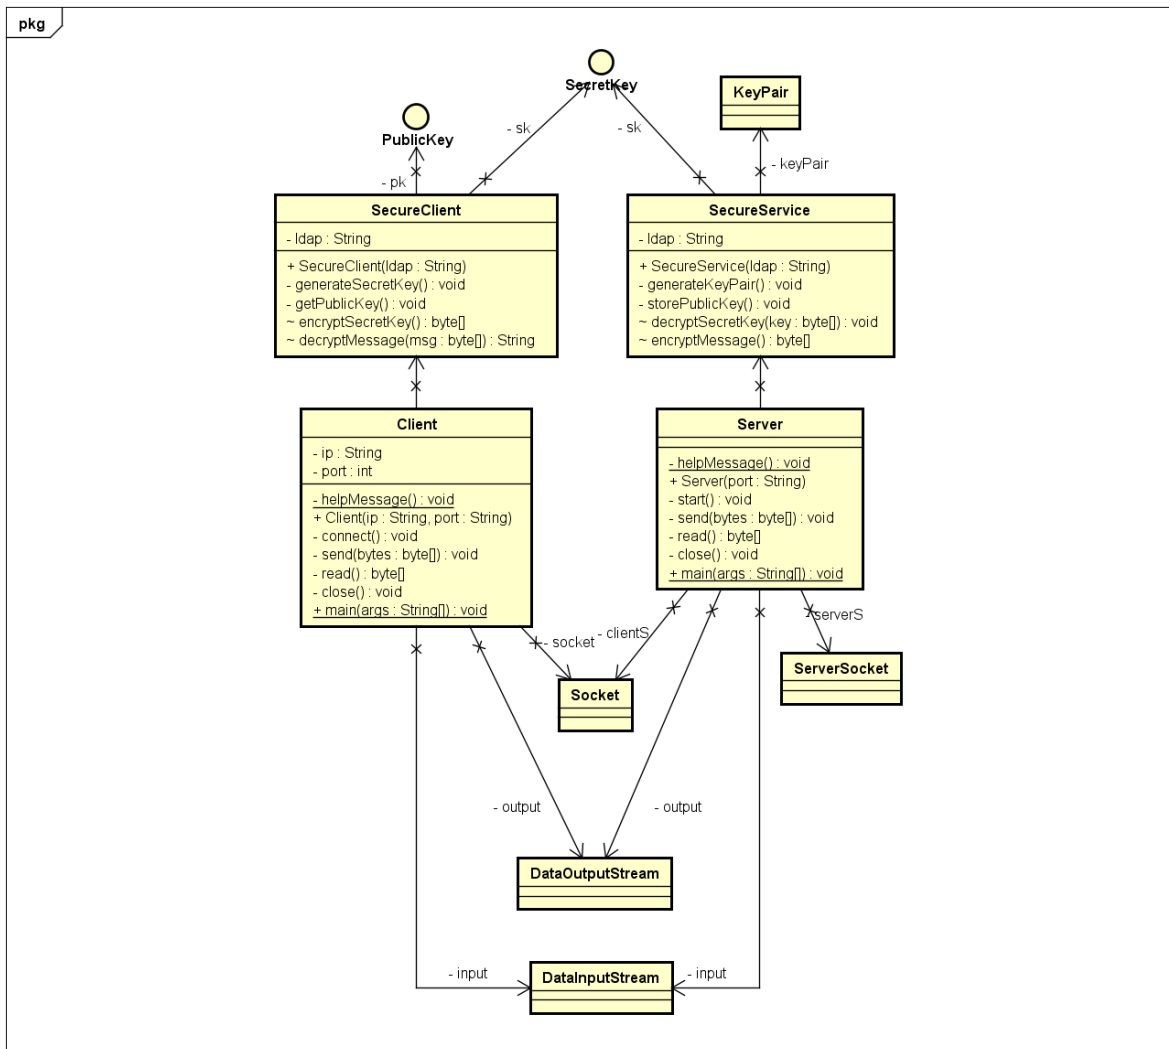 pkg
SecretKey
KeyPair
PublicKey
- sk
- sk
- keyPair
- pk
SecureClient
- ldap : String
+ SecureClient(ldap : String)
- generateSecretKey() : void
- getPublicKey() : void
~ encryptSecretKey() : byte[]
~ decryptMessage(msg : byte[]) : String
SecureService
- ldap : String
+ SecureService(ldap : String)
- generateKeyPair() : void
- storePublicKey() : void
~ decryptSecretKey(key : byte[]) : void
~ encryptMessage() : byte[]
Client
- ip : String
- port : int
- helpMessage() : void
+ Client(ip : String, port : String)
- connect() : void
- send(bytes : byte[]) : void
- read() : byte[]
- close() : void
+ main(args : String[]) : void
Server
- helpMessage() : void
+ Server(port : String)
- start() : void
- send(bytes : byte[]) : void
- read() : byte[]
- close() : void
+ main(args : String[]) : void
- socket
- clientS
- serverS
Socket
ServerSocket
- output
- output
DataOutputStream
- input
- input
DataInputStream